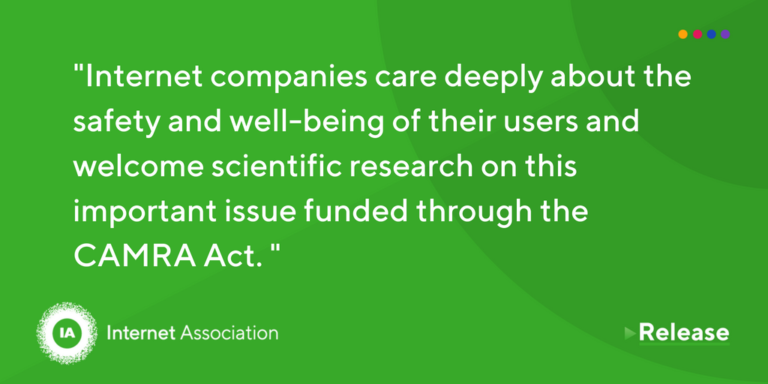 "Internet companies care deeply about the
safety and well-being of their users and
welcome scientific research on this
important issue funded through the
CAMRA Act. "
IA
Internet Association
Release